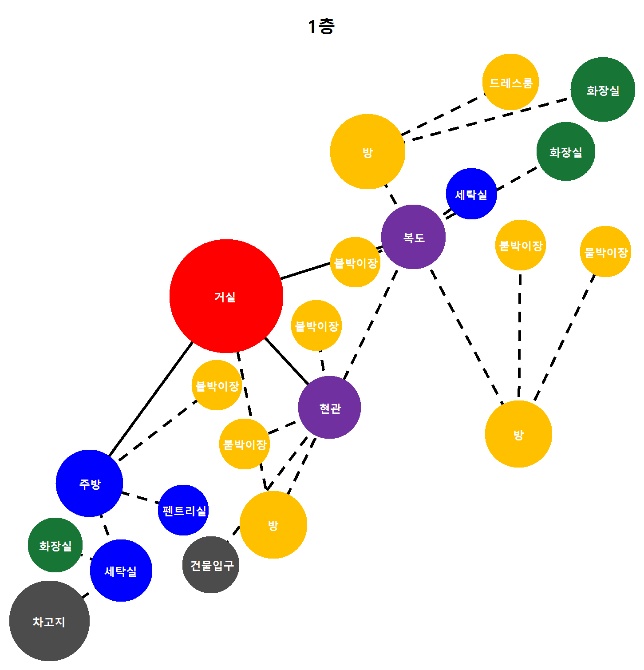 1층
드레스룸
화장실
방
화장실
세탁실
복도
붙박이장
붙박이장
붙박이장
거실
붙박이장
붙박이장
현관
붙박이장
방
주방
펜트리실
방
화장실
건물입구
세탁실
차고지